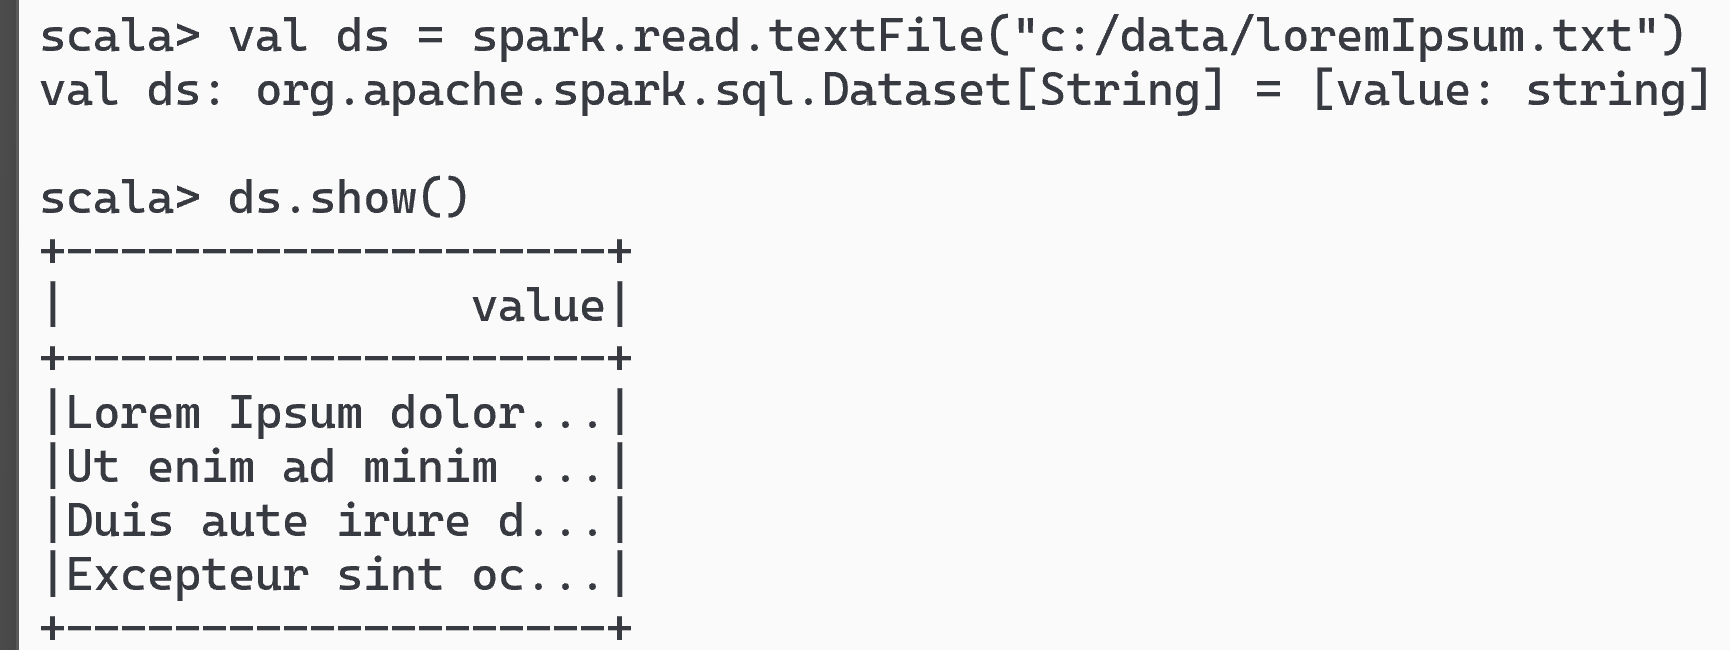 scala> val ds = spark.read.textFile("c:/data/loremIpsum.txt")
val ds: org.apache.spark.sql.Dataset[String] = [value: string]

scala> ds.show()
+--------------------+
|               value|
+--------------------+
|Lorem Ipsum dolor...|
|Ut enim ad minim ...|
|Duis aute irure d...|
|Excepteur sint oc...|
+--------------------+